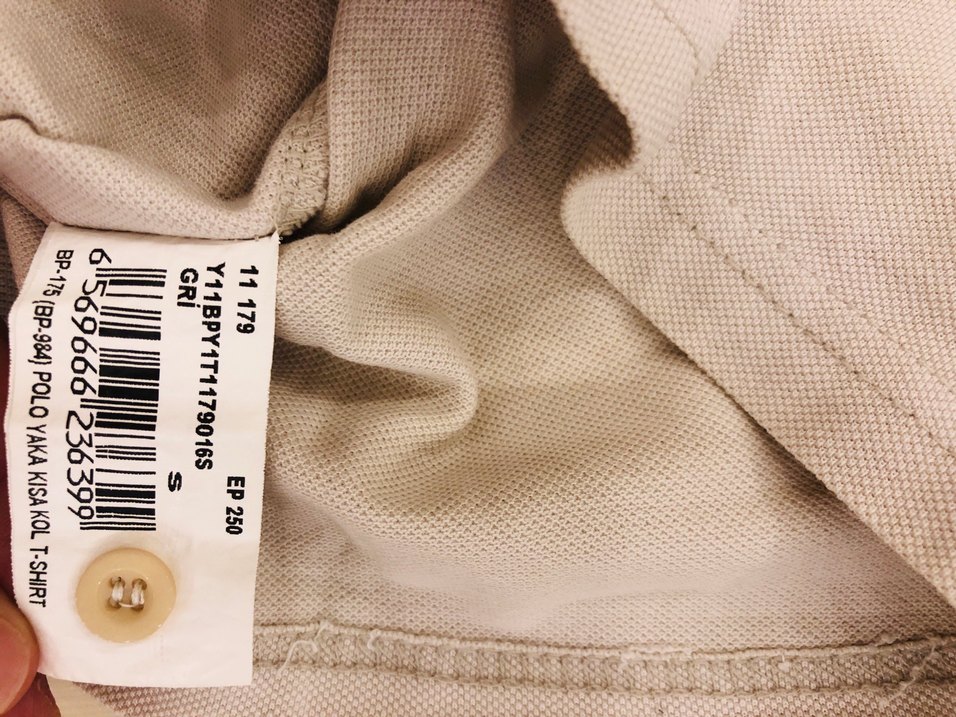 11 179
EP 250
Y11BPY1T1179016S
GRİ
S
6 569666 236399
BP-175 (BP-984) POLO YAKA KISA KOL T-SHIRT